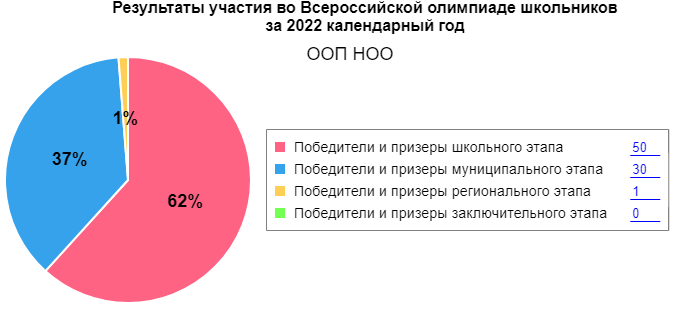 Результаты участия во Всероссийской олимпиаде школьников
за 2022 календарный год
ООП НОО
1%
37%
62%
Победители и призеры школьного этапа 50
Победители и призеры муниципального этапа 30
Победители и призеры регионального этапа 1
Победители и призеры заключительного этапа 0